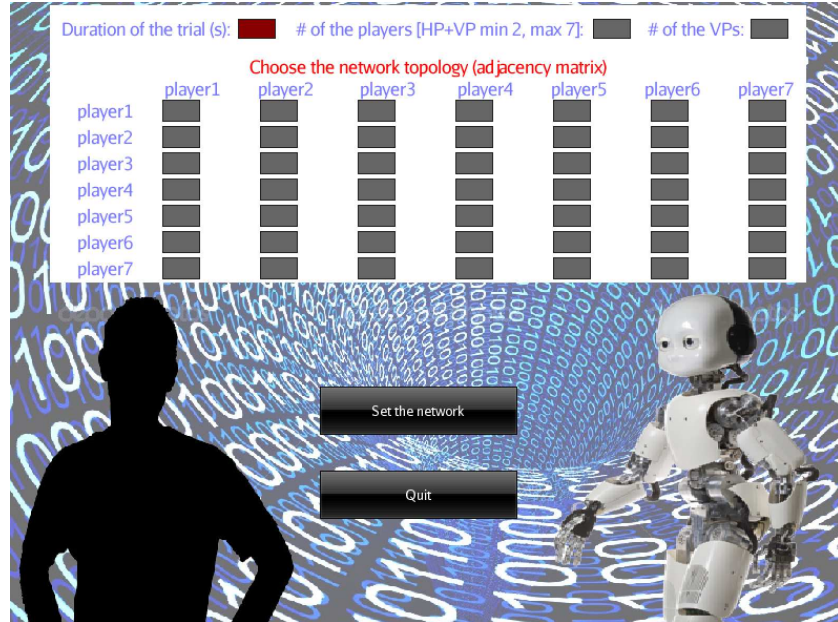 Duration of the trial (s): # of the players [HP+VP min 2, max 7]: # of the VPs:
Choose the network topology (adjacency matrix)
player1 player2 player3 player4 player5 player6 player7
player1
player2
player3
player4
player5
player6
player7
Set the network
Quit